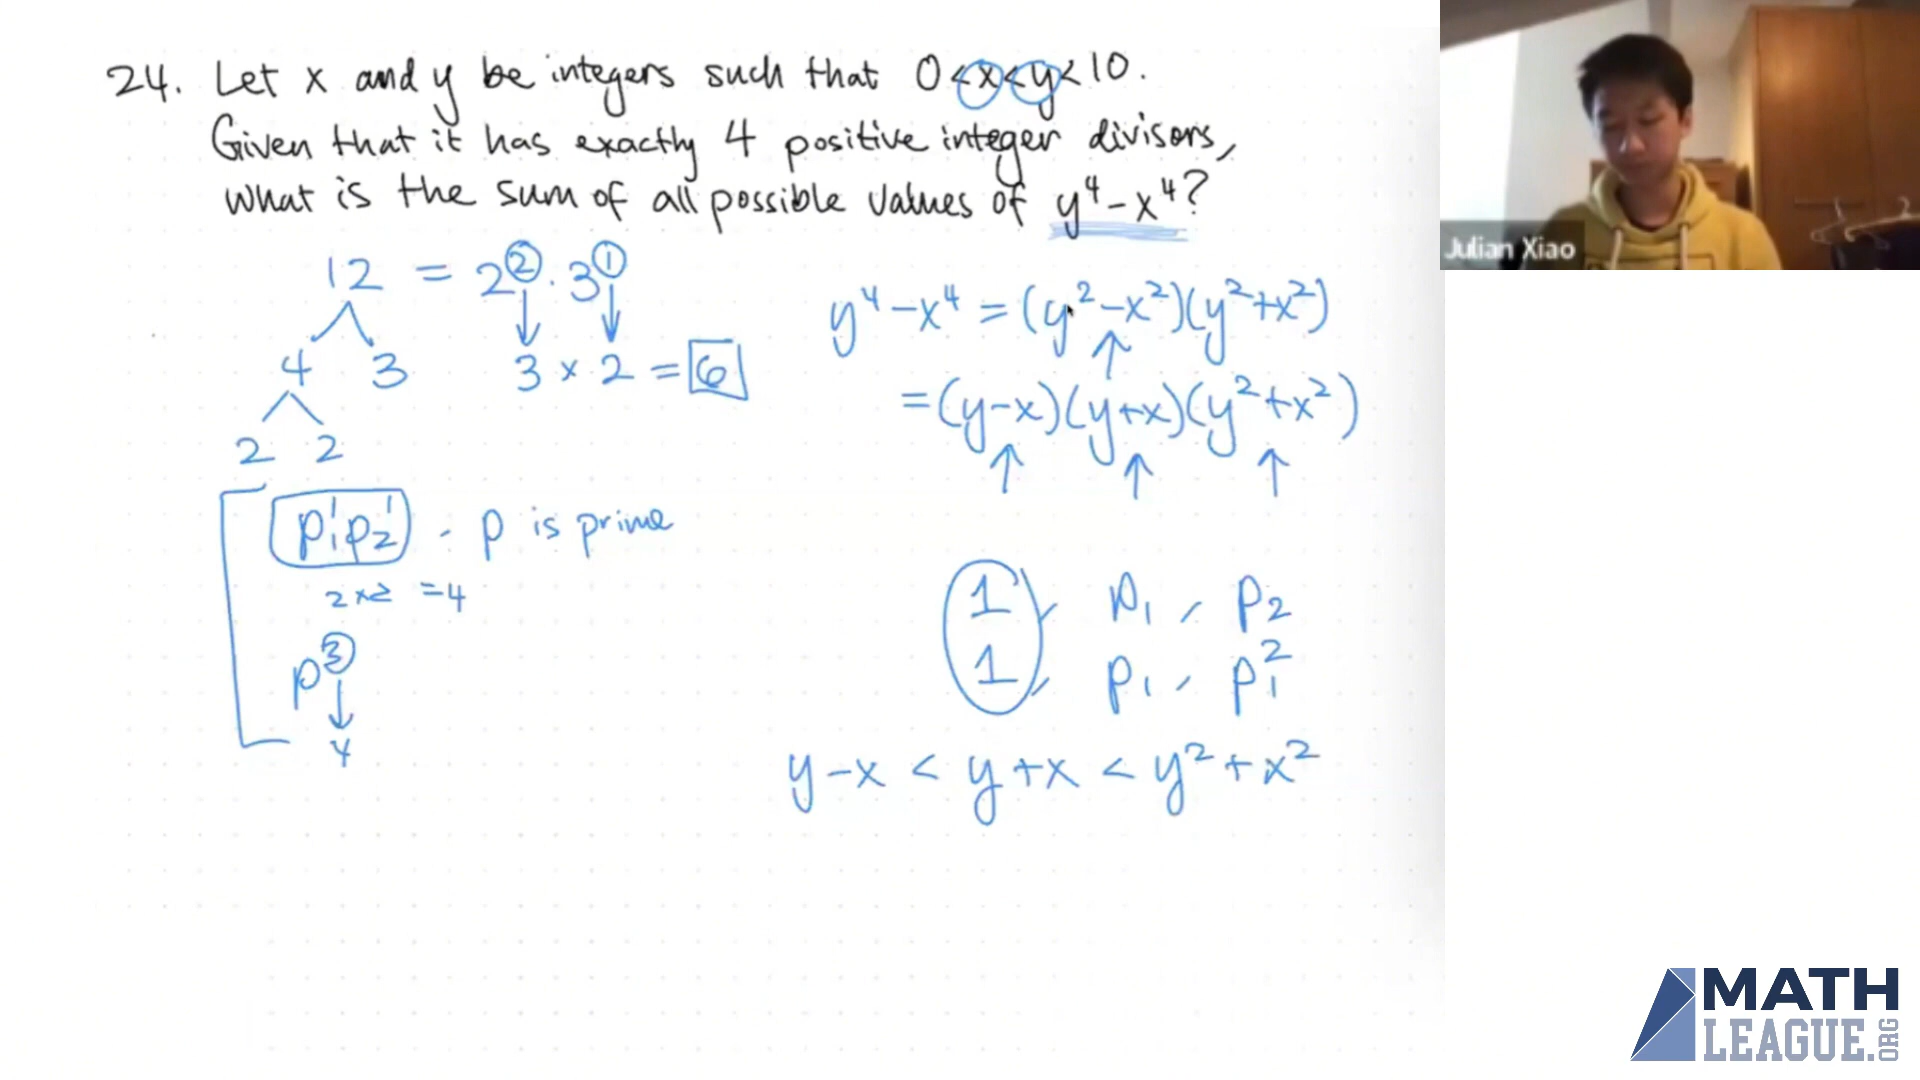 24. Let x and y be integers such that 0<x<y<10.
Given that it has exactly 4 positive integer divisors,
what is the sum of all possible values of y⁴-x⁴?
12 = 2² · 3¹
4 3 3 × 2 = 6
2 2
p₁¹p₂¹ - p is prime
2×2 = 4
p³
4
y⁴-x⁴ = (y²-x²)(y²+x²)
=(y-x)(y+x)(y²+x²)
1, p₁, p₂
1, p₁, p₁²
y-x < y+x < y²+x²
Julian Xiao
MATH
LEAGUE.ORG